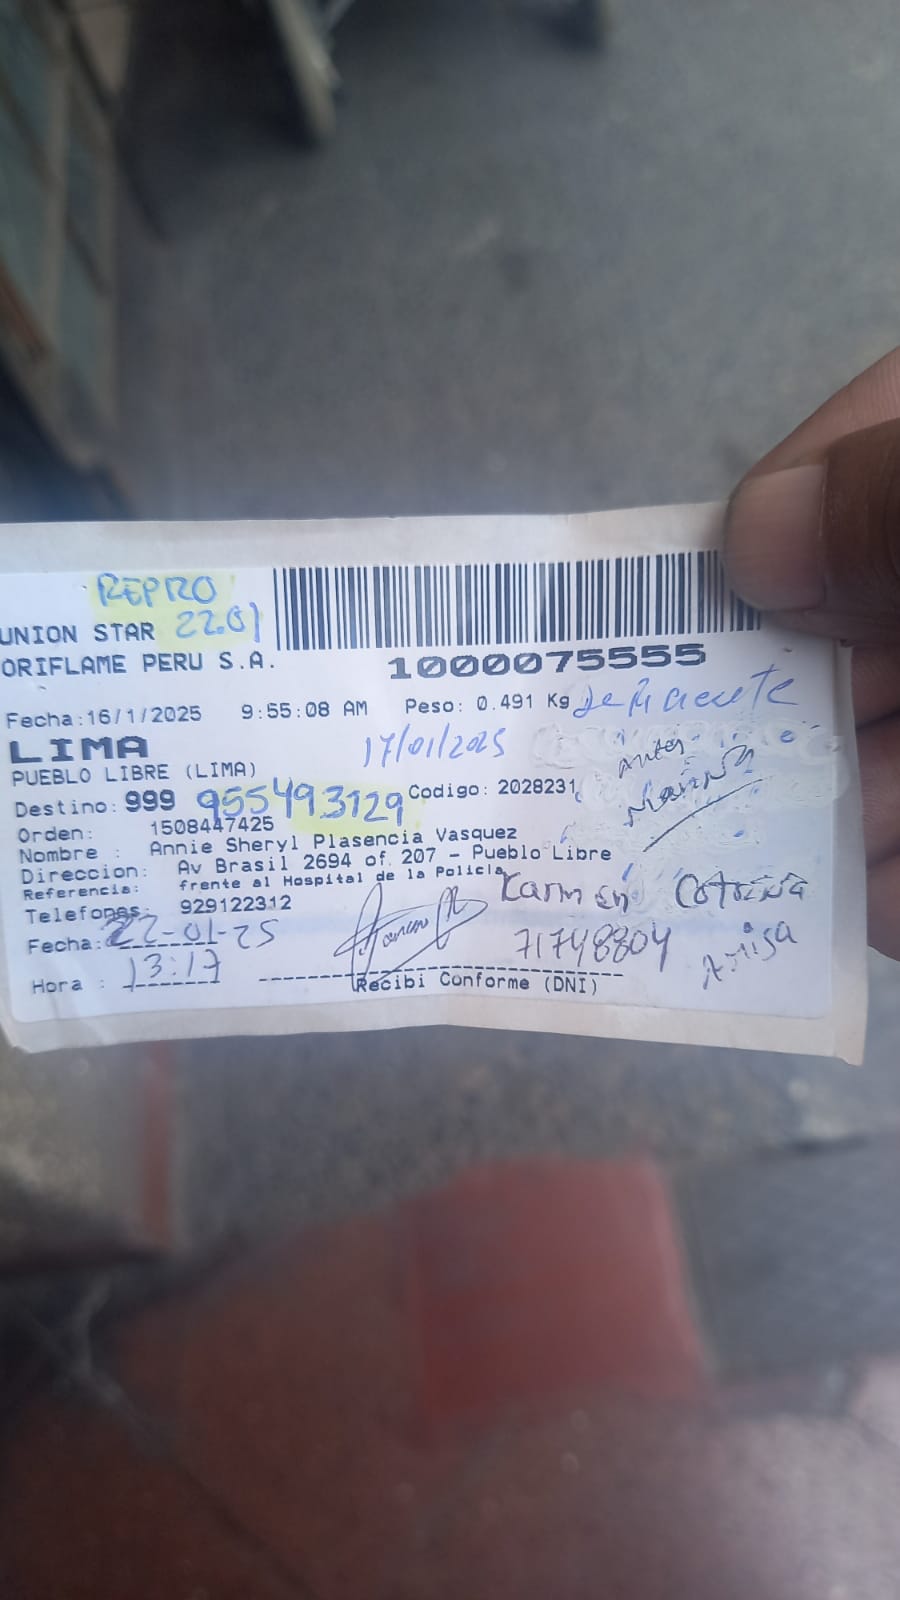 REPRO
UNION STAR 22.01
ORIFLAME PERU S.A.
1000075555
Fecha:16/1/2025 9:55:08 AM Peso: 0.491 Kg
LIMA 17/01/2025
PUEBLO LIBRE (LIMA)
Destino: 999 955493129 Codigo: 2028231
Orden: 1508447425
Nombre : Annie Sheryl Plasencia Vasquez
Direccion: Av Brasil 2694 of. 207 - Pueblo Libre
Referencia: frente al Hospital de la Policia
Telefonos: 929122312
Karmen
Fecha: 22-01-25
71748804
Amiga
Hora : 13:17
Recibi Conforme (DNI)